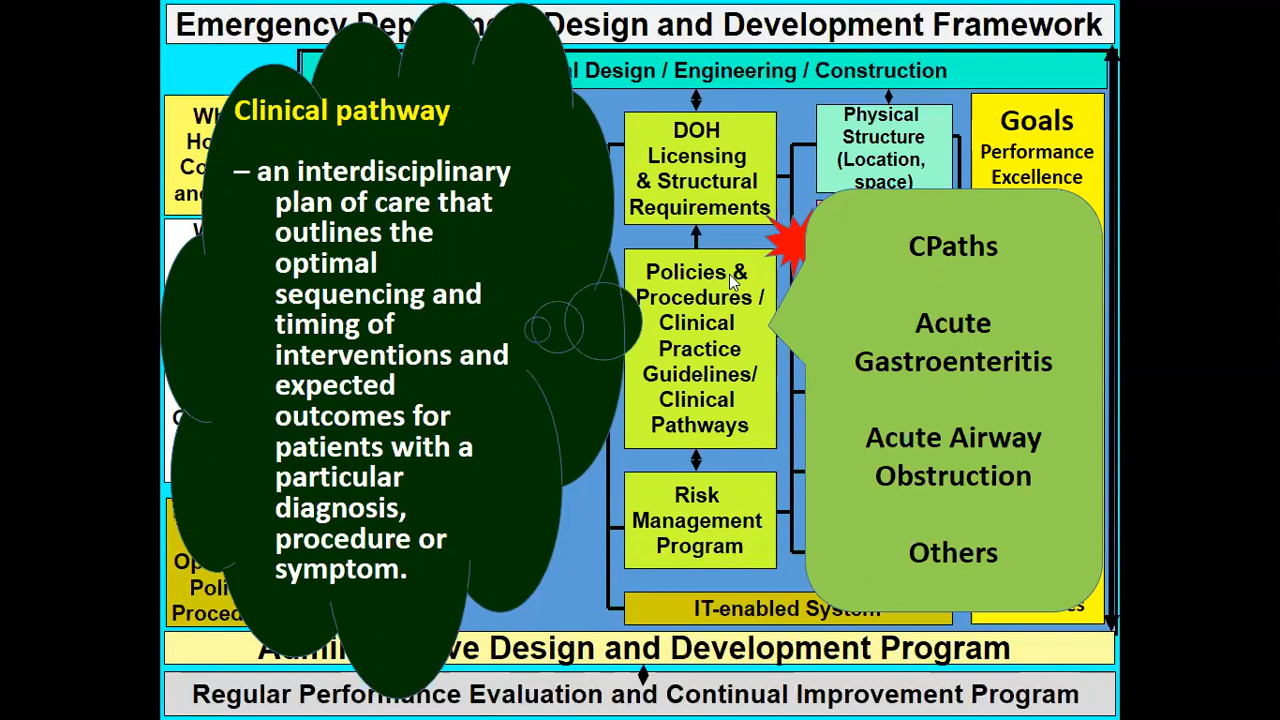 Emergency Design and Development Framework
Design / Engineering / Construction
Clinical pathway
– an interdisciplinary
plan of care that
outlines the
optimal
sequencing and
timing of
interventions and
expected
outcomes for
patients with a
particular
diagnosis,
procedure or
symptom.
DOH
Licensing
& Structural
Requirements
Policies &
Procedures /
Clinical
Practice
Guidelines/
Clinical
Pathways
Risk
Management
Program
Physical
Structure
(Location,
space)
Goals
Performance
Excellence
CPaths
Acute
Gastroenteritis
Acute Airway
Obstruction
Others
IT-enabled System
Design and Development Program
Regular Performance Evaluation and Continual Improvement Program